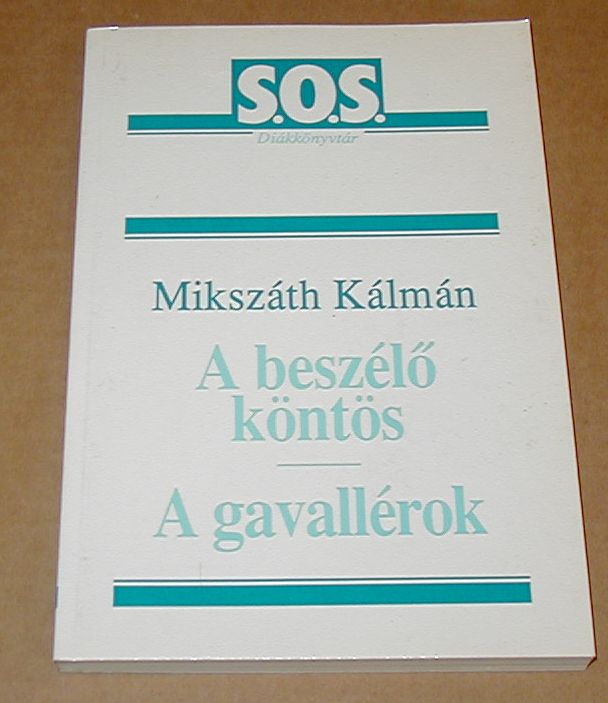 S.O.S.
Diákkönyvtár
Mikszáth Kálmán
A beszélő
köntös
A gavallérok